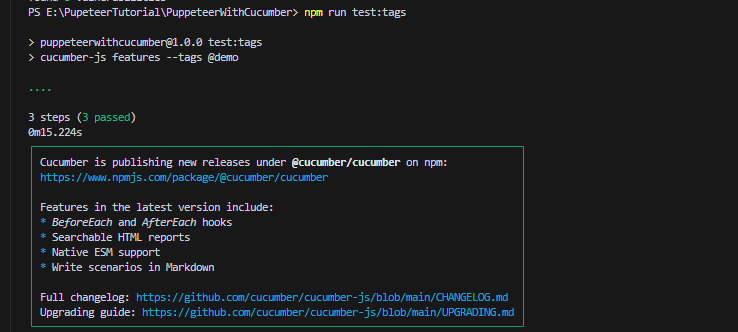 PS E:\PupeteerTutorial\PuppeteerWithCucumber> npm run test:tags
> puppeteerwithcucumber@1.0.0 test:tags
> cucumber-js features --tags @demo
....
3 steps (3 passed)
0m15.224s
Cucumber is publishing new releases under @cucumber/cucumber on npm:
https://www.npmjs.com/package/@cucumber/cucumber
Features in the latest version include:
* BeforeEach and AfterEach hooks
* Searchable HTML reports
* Native ESM support
* Write scenarios in Markdown
Full changelog: https://github.com/cucumber/cucumber-js/blob/main/CHANGELOG.md
Upgrading guide: https://github.com/cucumber/cucumber-js/blob/main/UPGRADING.md